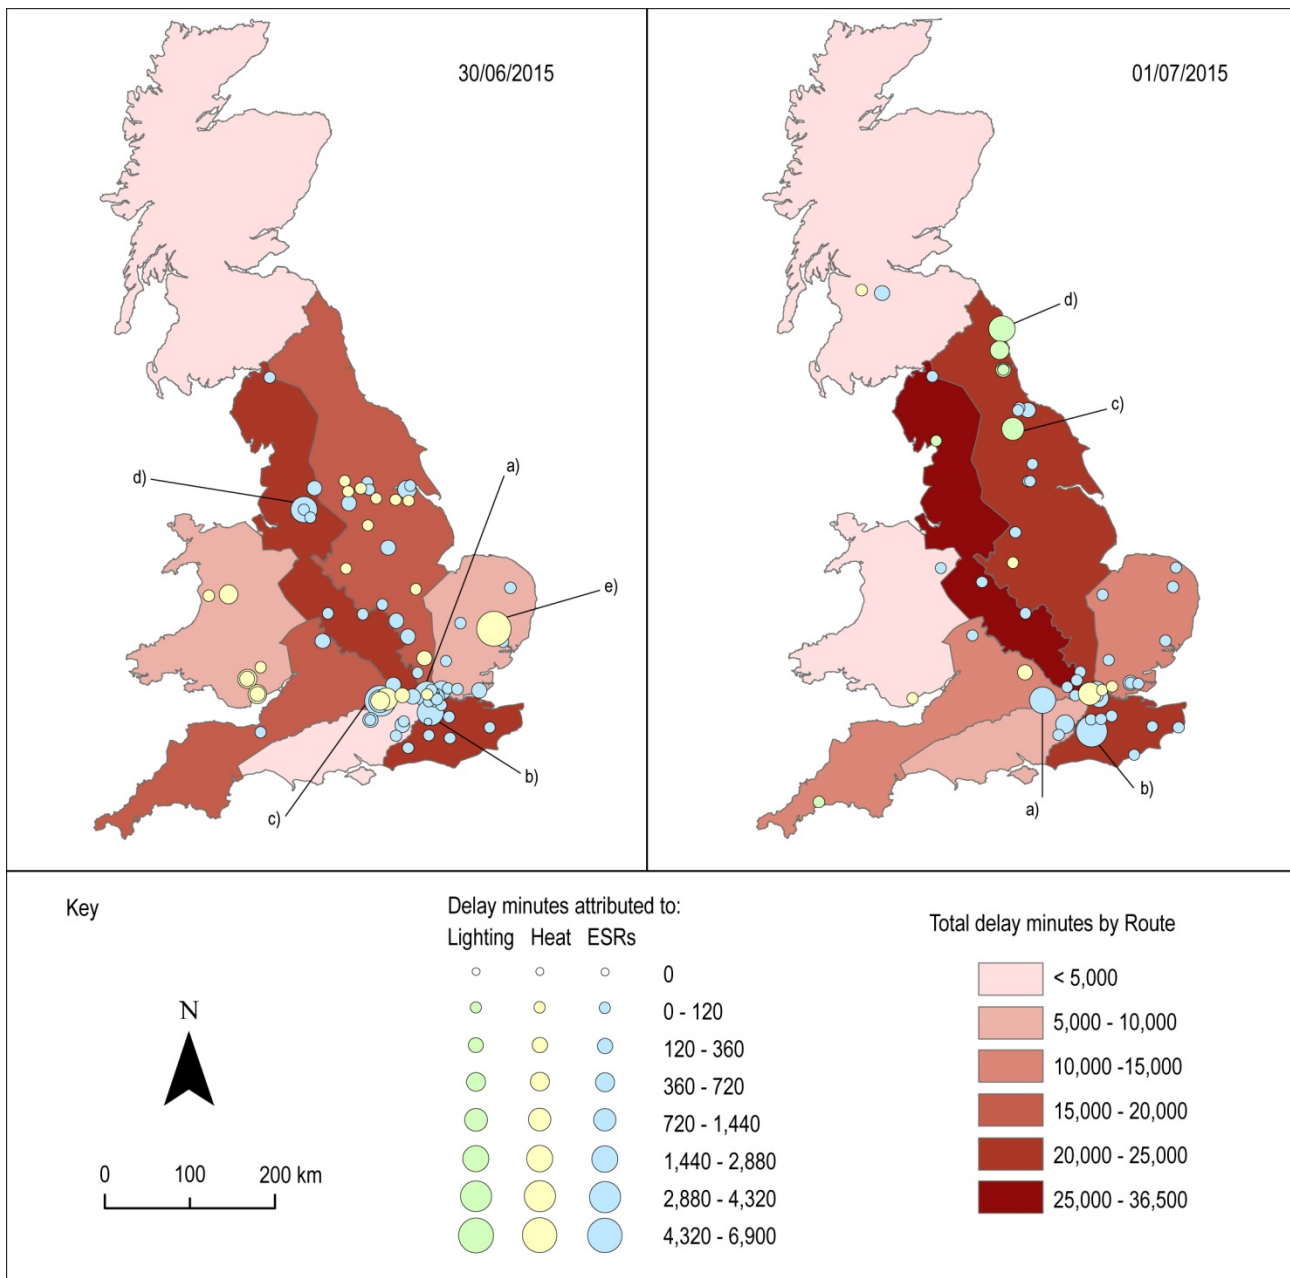 30/06/2015
01/07/2015
a)
b)
c)
d)
e)
a)
b)
c)
d)
Key
N
0 100 200 km
Delay minutes attributed to:
Lighting Heat ESRs
0
0 - 120
120 - 360
360 - 720
720 - 1,440
1,440 - 2,880
2,880 - 4,320
4,320 - 6,900
Total delay minutes by Route
< 5,000
5,000 - 10,000
10,000 -15,000
15,000 - 20,000
20,000 - 25,000
25,000 - 36,500